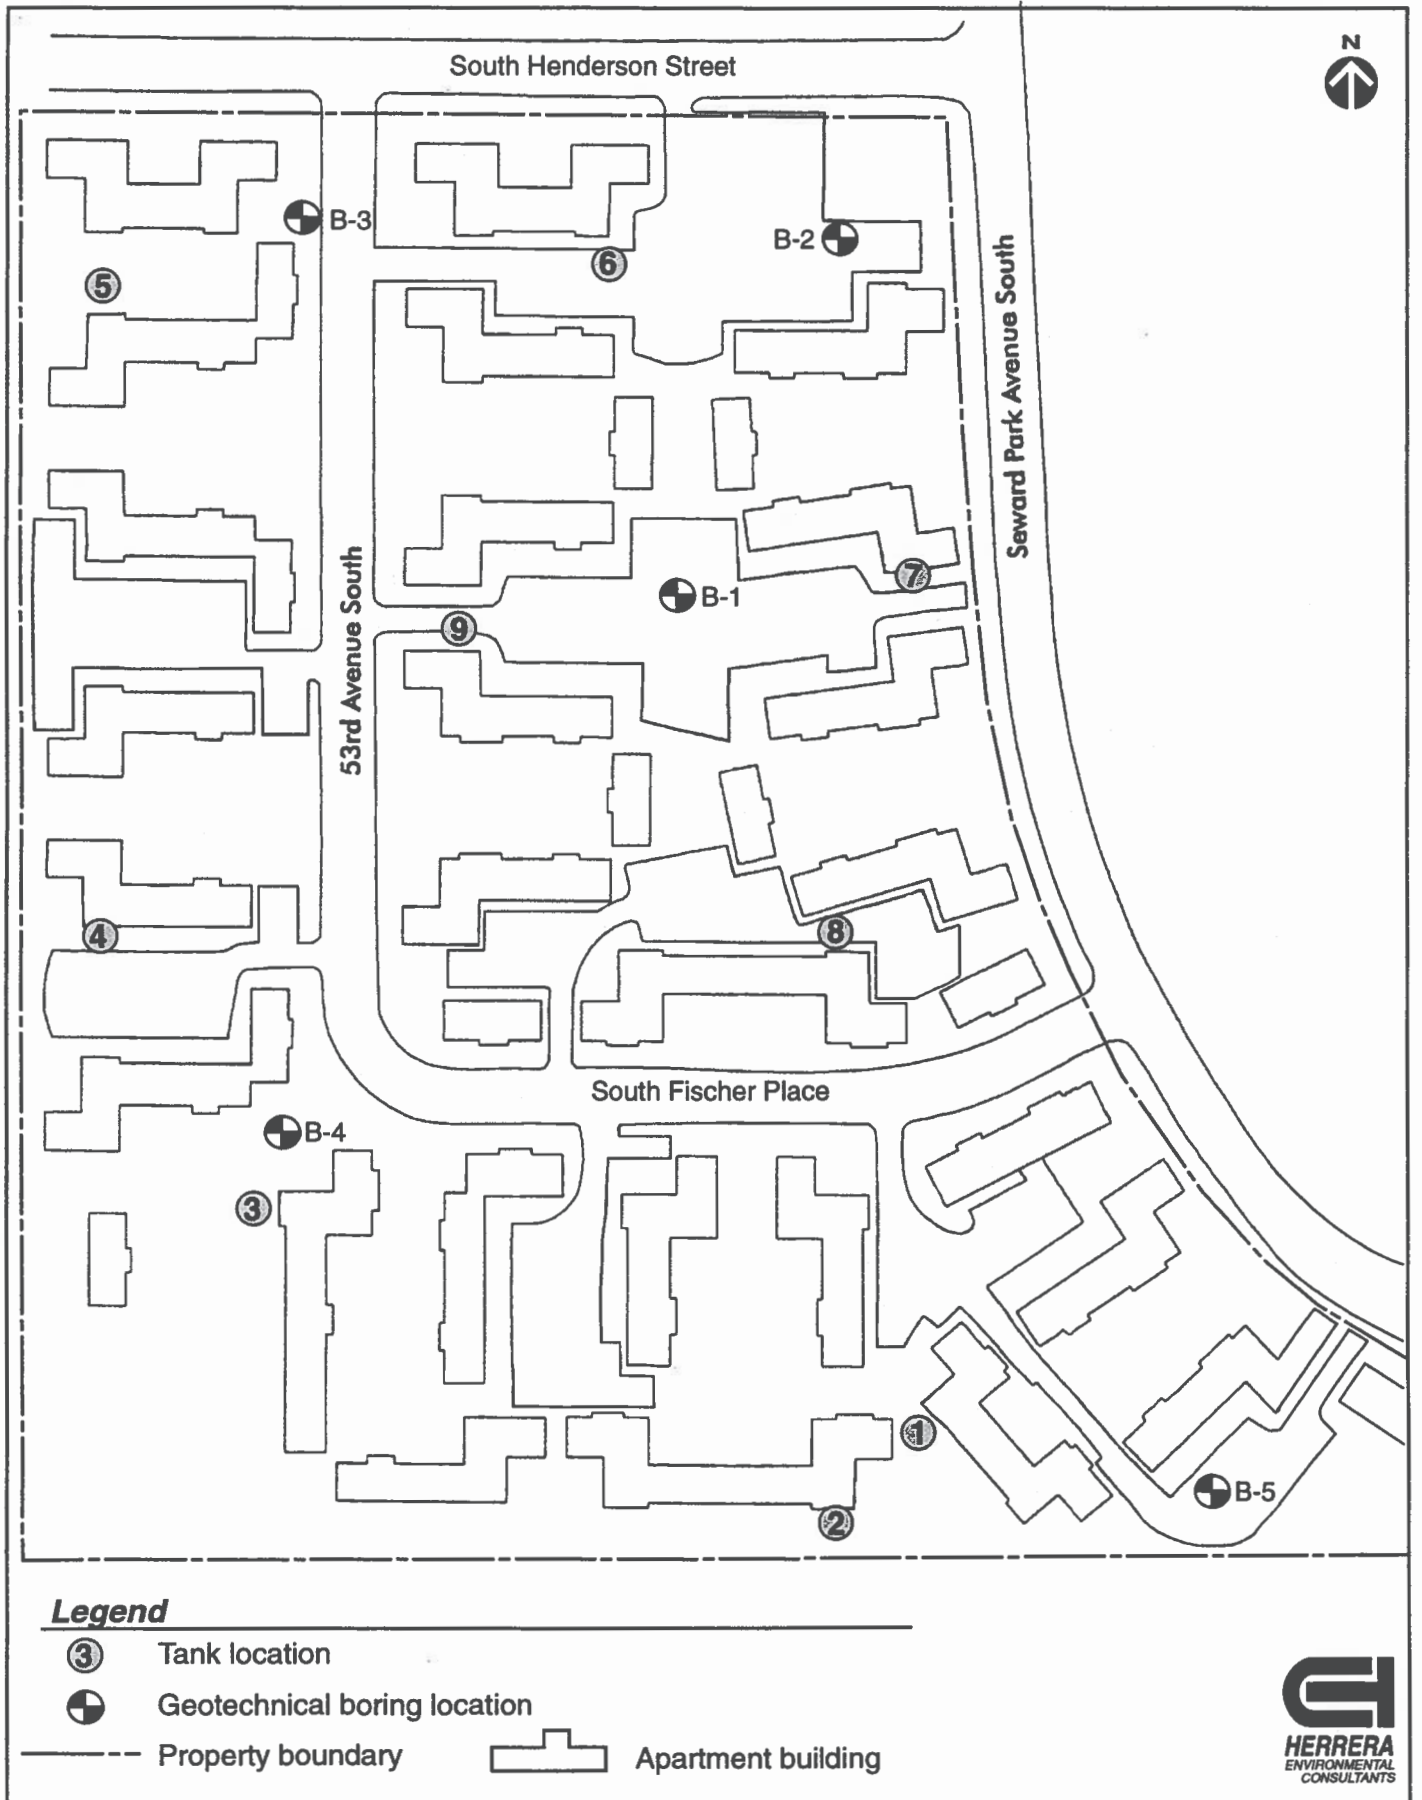 South Henderson Street
N
B-3
B-2
6
5
Seward Park Avenue South
53rd Avenue South
7
B-1
9
4
8
South Fischer Place
B-4
3
1
B-5
2
Legend
3 Tank location
Geotechnical boring location
Property boundary
Apartment building
HERRERA
ENVIRONMENTAL
CONSULTANTS